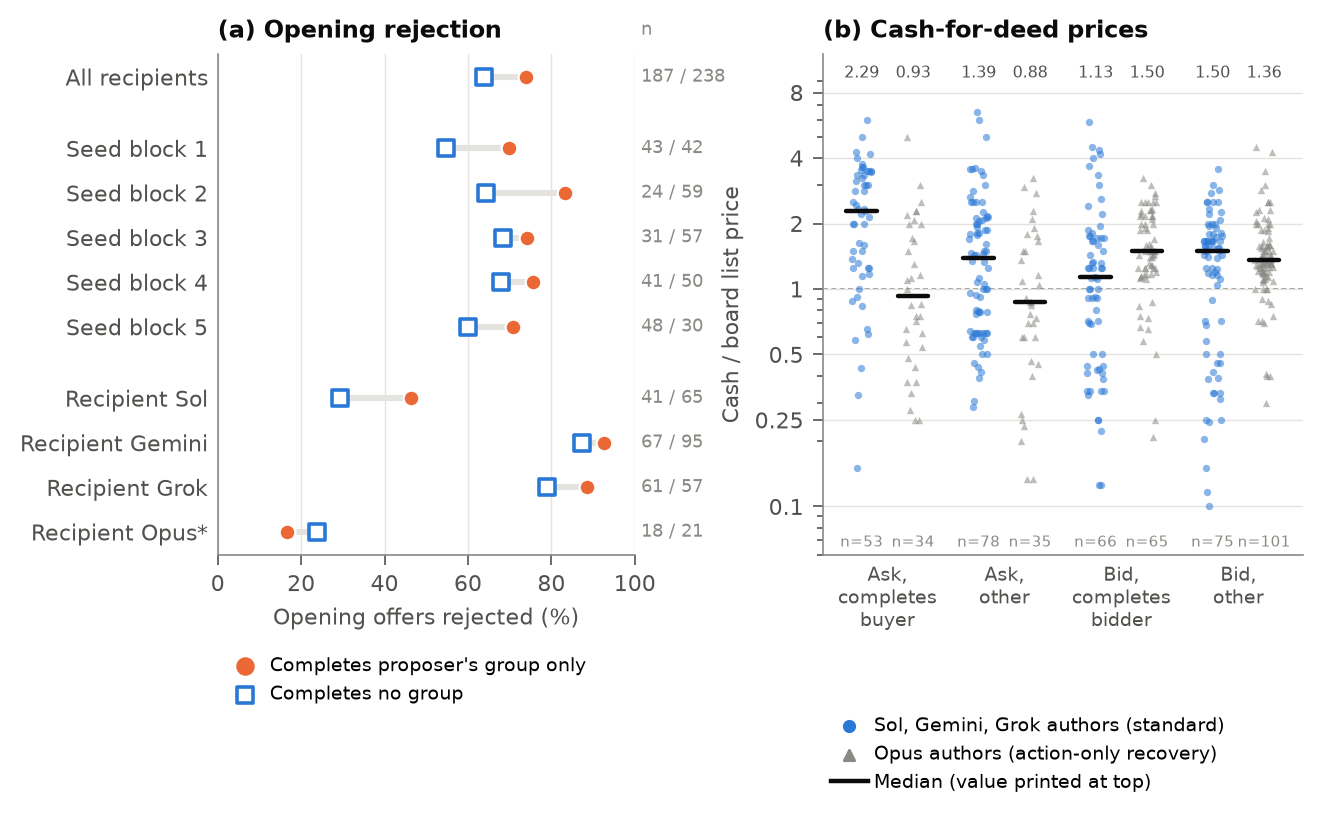 (a) Opening rejection
n
All recipients
187 / 238
Seed block 1
43 / 42
Seed block 2
24 / 59
Seed block 3
31 / 57
Seed block 4
41 / 50
Seed block 5
48 / 30
Recipient Sol
41 / 65
Recipient Gemini
67 / 95
Recipient Grok
61 / 57
Recipient Opus*
18 / 21
0 20 40 60 80 100
Opening offers rejected (%)
Completes proposer's group only
Completes no group
(b) Cash-for-deed prices
2.29 0.93 1.39 0.88 1.13 1.50 1.50 1.36
8
4
2
1
0.5
0.25
0.1
Cash / board list price
n=53 n=34 n=78 n=35 n=66 n=65 n=75 n=101
Ask,
completes
buyer
Ask,
other
Bid,
completes
bidder
Bid,
other
Sol, Gemini, Grok authors (standard)
Opus authors (action-only recovery)
Median (value printed at top)